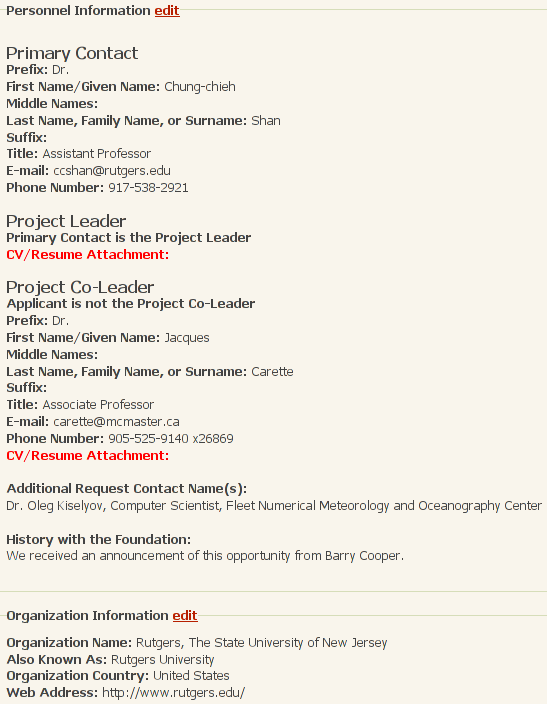 Personnel Information edit
Primary Contact
Prefix: Dr.
First Name/Given Name: Chung-chieh
Middle Names:
Last Name, Family Name, or Surname: Shan
Suffix:
Title: Assistant Professor
E-mail: ccshan@rutgers.edu
Phone Number: 917-538-2921
Project Leader
Primary Contact is the Project Leader
CV/Resume Attachment:
Project Co-Leader
Applicant is not the Project Co-Leader
Prefix: Dr.
First Name/Given Name: Jacques
Middle Names:
Last Name, Family Name, or Surname: Carette
Suffix:
Title: Associate Professor
E-mail: carette@mcmaster.ca
Phone Number: 905-525-9140 x26869
CV/Resume Attachment:
Additional Request Contact Name(s):
Dr. Oleg Kiselyov, Computer Scientist, Fleet Numerical Meteorology and Oceanography Center
History with the Foundation:
We received an announcement of this opportunity from Barry Cooper.
Organization Information edit
Organization Name: Rutgers, The State University of New Jersey
Also Known As: Rutgers University
Organization Country: United States
Web Address: http://www.rutgers.edu/